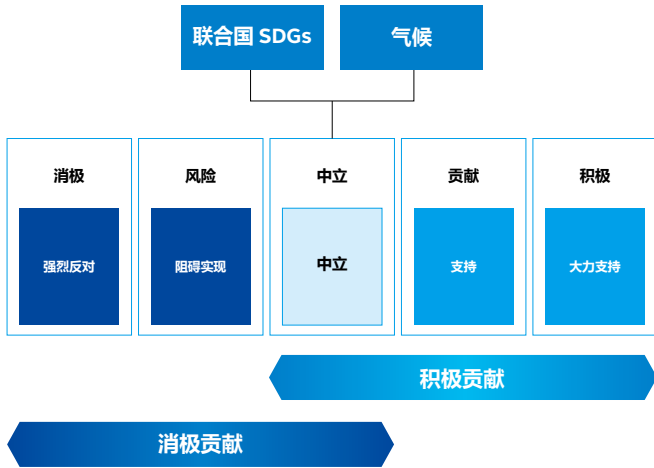 联合国 SDGs
气候
消极
风险
中立
贡献
积极
强烈反对
阻碍实现
中立
支持
大力支持
积极贡献
消极贡献